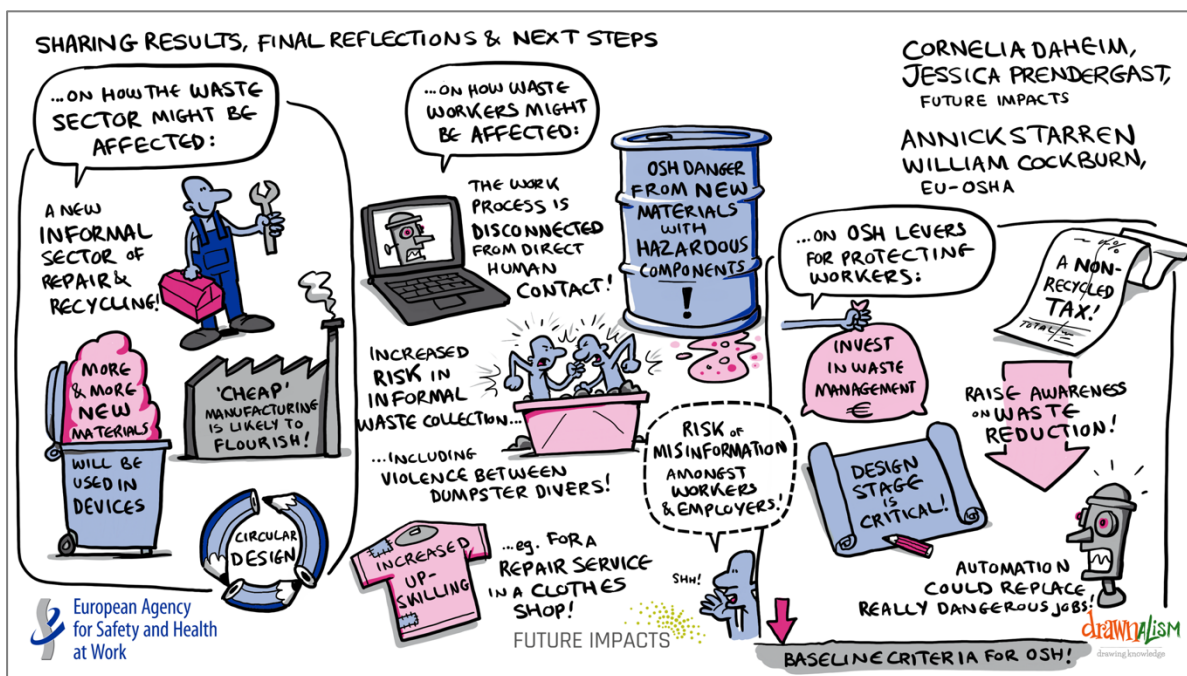 SHARING RESULTS, FINAL REFLECTIONS & NEXT STEPS
CORNELIA DAHEIM,
JESSICA PRENDERGAST,
FUTURE IMPACTS
ANNICK STARREN
WILLIAM COCKBURN,
EU-OSHA
...ON HOW THE WASTE
SECTOR MIGHT BE
AFFECTED:
A NEW
INFORMAL
SECTOR OF
REPAIR &
RECYCLING!
MORE
& MORE
NEW
MATERIALS
WILL BE
USED IN
DEVICES
'CHEAP'
MANUFACTURING
IS LIKELY TO
FLOURISH!
CIRCULAR
DESIGN
...ON HOW WASTE
WORKERS MIGHT
BE AFFECTED:
THE WORK
PROCESS IS
DISCONNECTED
FROM DIRECT
HUMAN
CONTACT!
OSH DANGER
FROM NEW
MATERIALS
WITH
HAZARDOUS
COMPONENTS
!
INCREASED
RISK IN
INFORMAL
WASTE COLLECTION...
...INCLUDING
VIOLENCE BETWEEN
DUMPSTER DIVERS!
INCREASED
UP-
SKILLING
...eg. FOR A
REPAIR SERVICE
IN A CLOTHES
SHOP!
RISK OF
MISINFORMATION
AMONGST
WORKERS
& EMPLOYERS!
SHH!
...ON OSH LEVERS
FOR PROTECTING
WORKERS:
INVEST
IN WASTE
MANAGEMENT
€
%
A NON-
RECYCLED
TAX!
TOTAL
RAISE AWARENESS
ON WASTE
REDUCTION!
DESIGN
STAGE
IS
CRITICAL!
AUTOMATION
COULD REPLACE
REALLY DANGEROUS JOBS!
BASELINE CRITERIA FOR OSH!
European Agency
for Safety and Health
at Work
FUTURE IMPACTS
drawnalism
drawing knowledge